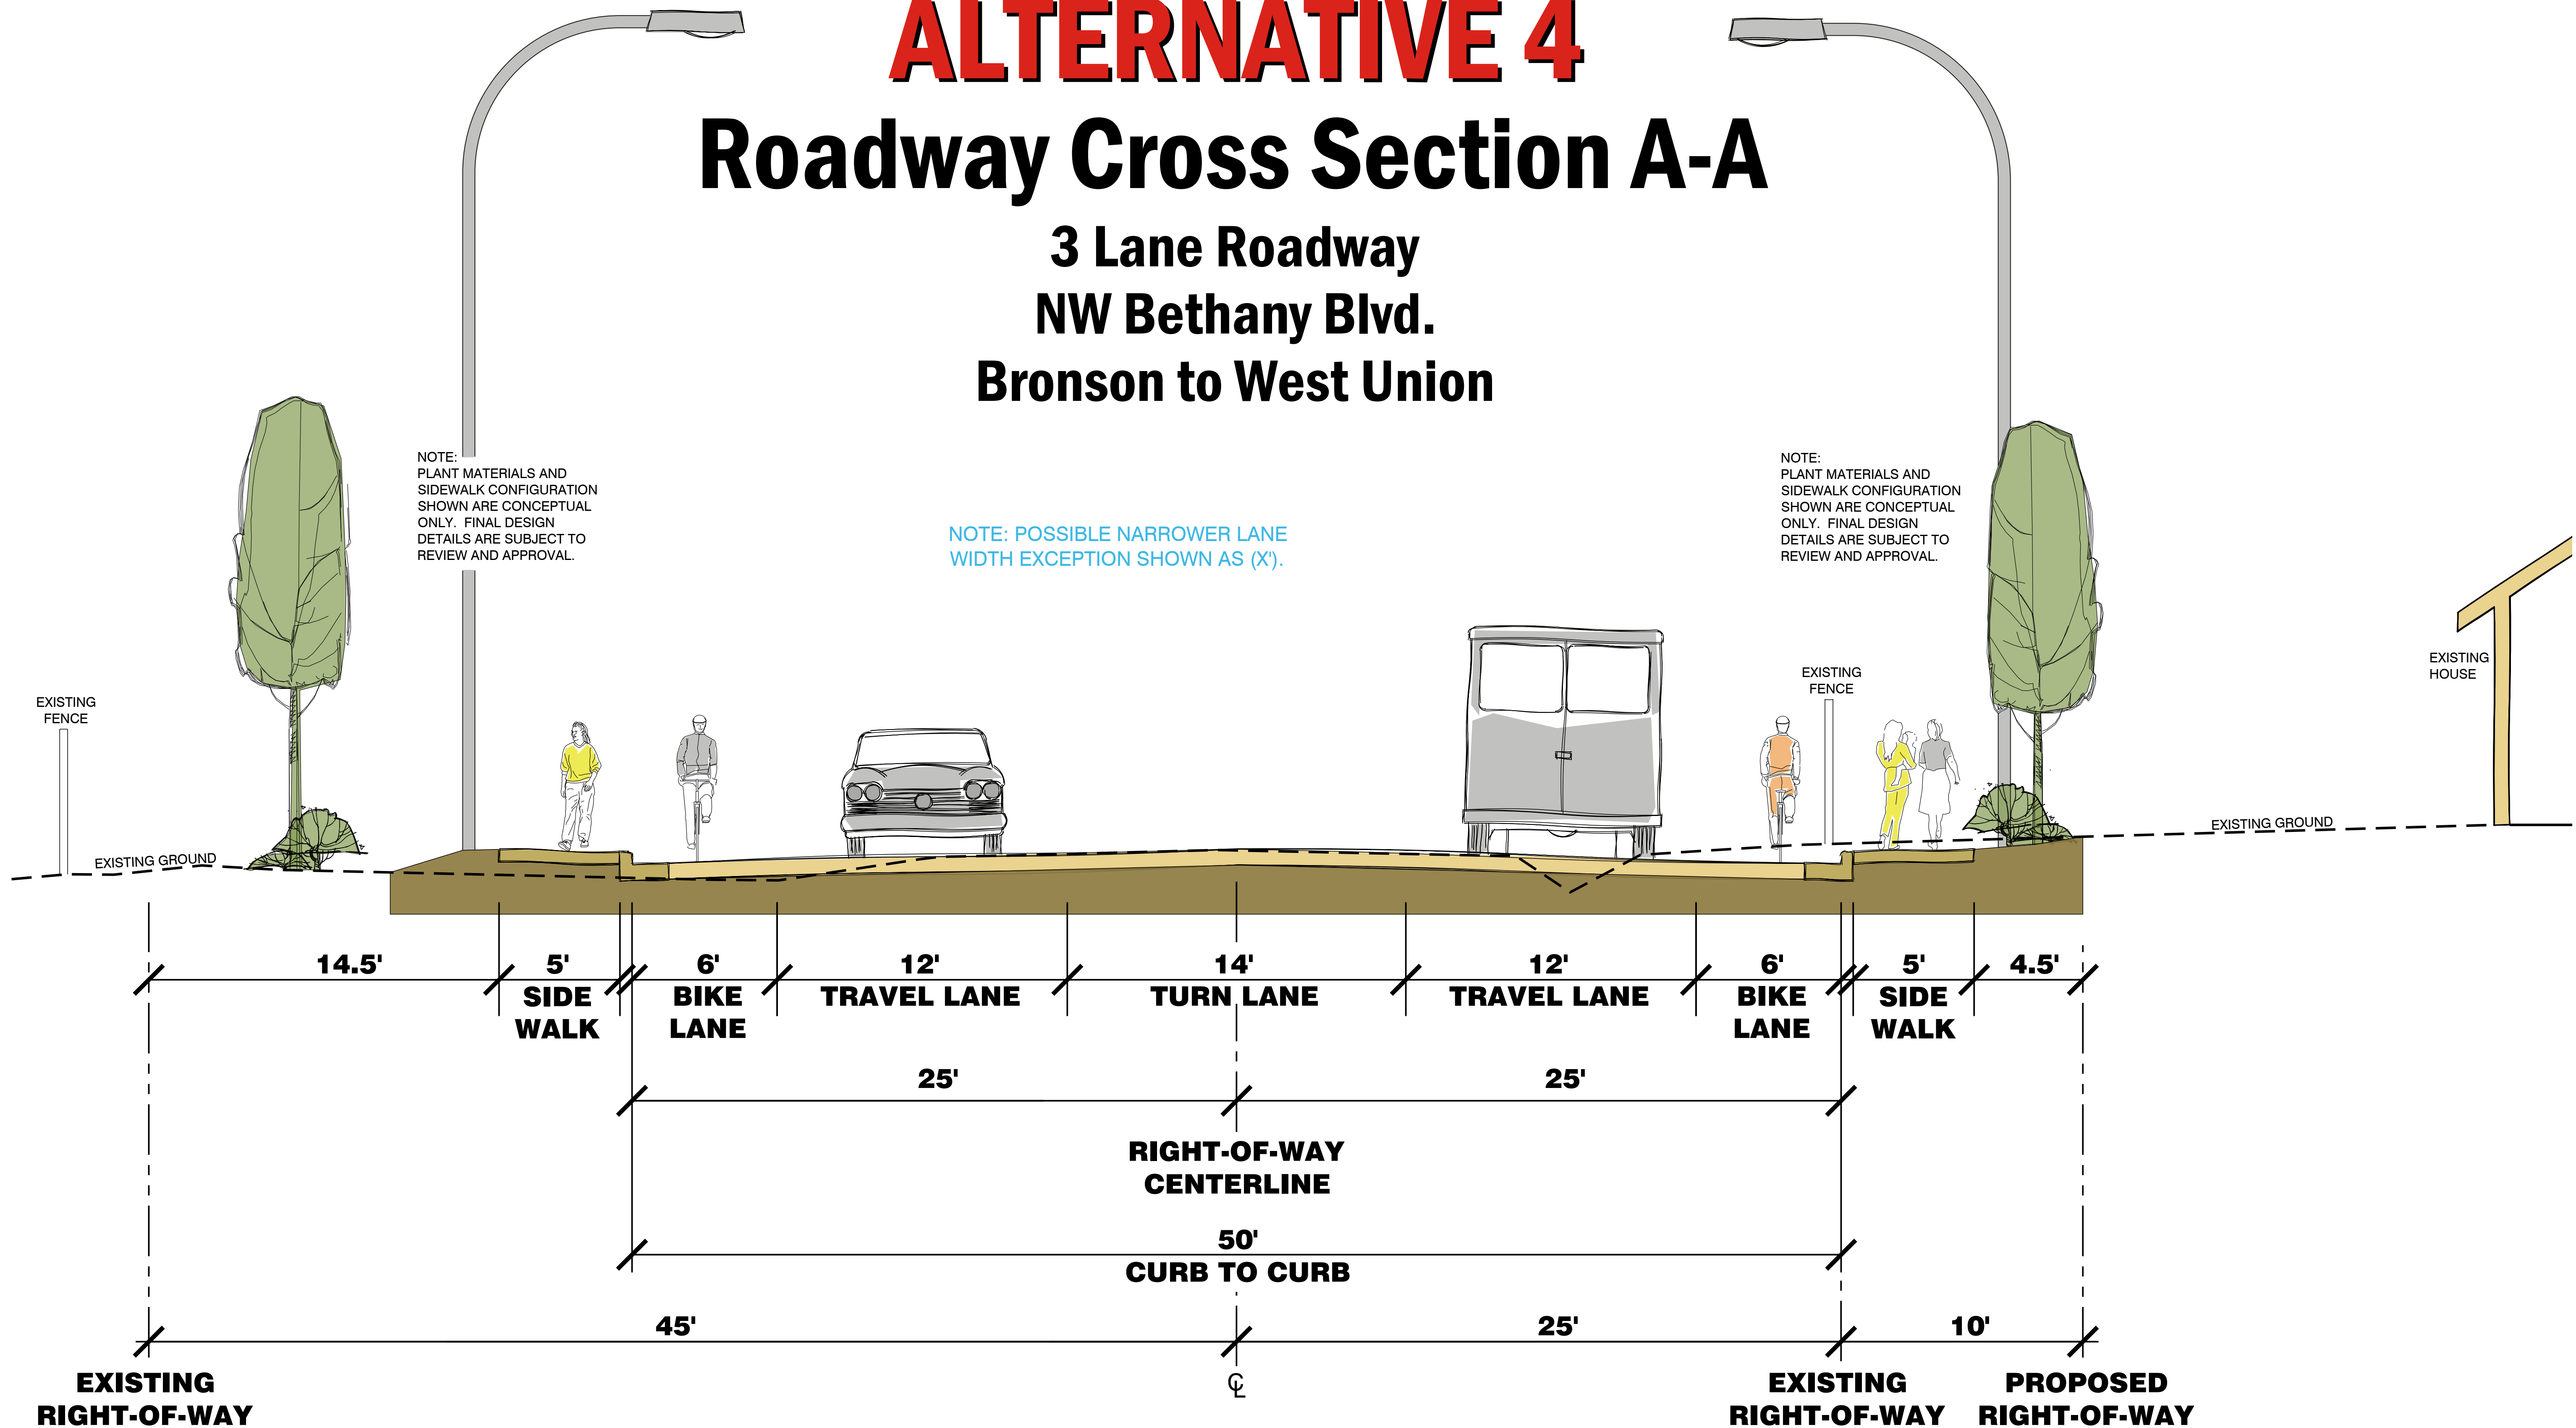 ALTERNATIVE 4
Roadway Cross Section A-A
3 Lane Roadway
NW Bethany Blvd.
Bronson to West Union
NOTE:
PLANT MATERIALS AND
SIDEWALK CONFIGURATION
SHOWN ARE CONCEPTUAL
ONLY.  FINAL DESIGN
DETAILS ARE SUBJECT TO
REVIEW AND APPROVAL.
NOTE: POSSIBLE NARROWER LANE
WIDTH EXCEPTION SHOWN AS (X').
NOTE:
PLANT MATERIALS AND
SIDEWALK CONFIGURATION
SHOWN ARE CONCEPTUAL
ONLY.  FINAL DESIGN
DETAILS ARE SUBJECT TO
REVIEW AND APPROVAL.
EXISTING
FENCE
EXISTING
FENCE
EXISTING
HOUSE
EXISTING GROUND
EXISTING GROUND
14.5'
5'
SIDE
WALK
6'
BIKE
LANE
12'
TRAVEL LANE
14'
TURN LANE
12'
TRAVEL LANE
6'
BIKE
LANE
5'
SIDE
WALK
4.5'
25'
25'
RIGHT-OF-WAY
CENTERLINE
50'
CURB TO CURB
45'
25'
10'
EXISTING
RIGHT-OF-WAY
CL
EXISTING
RIGHT-OF-WAY
PROPOSED
RIGHT-OF-WAY